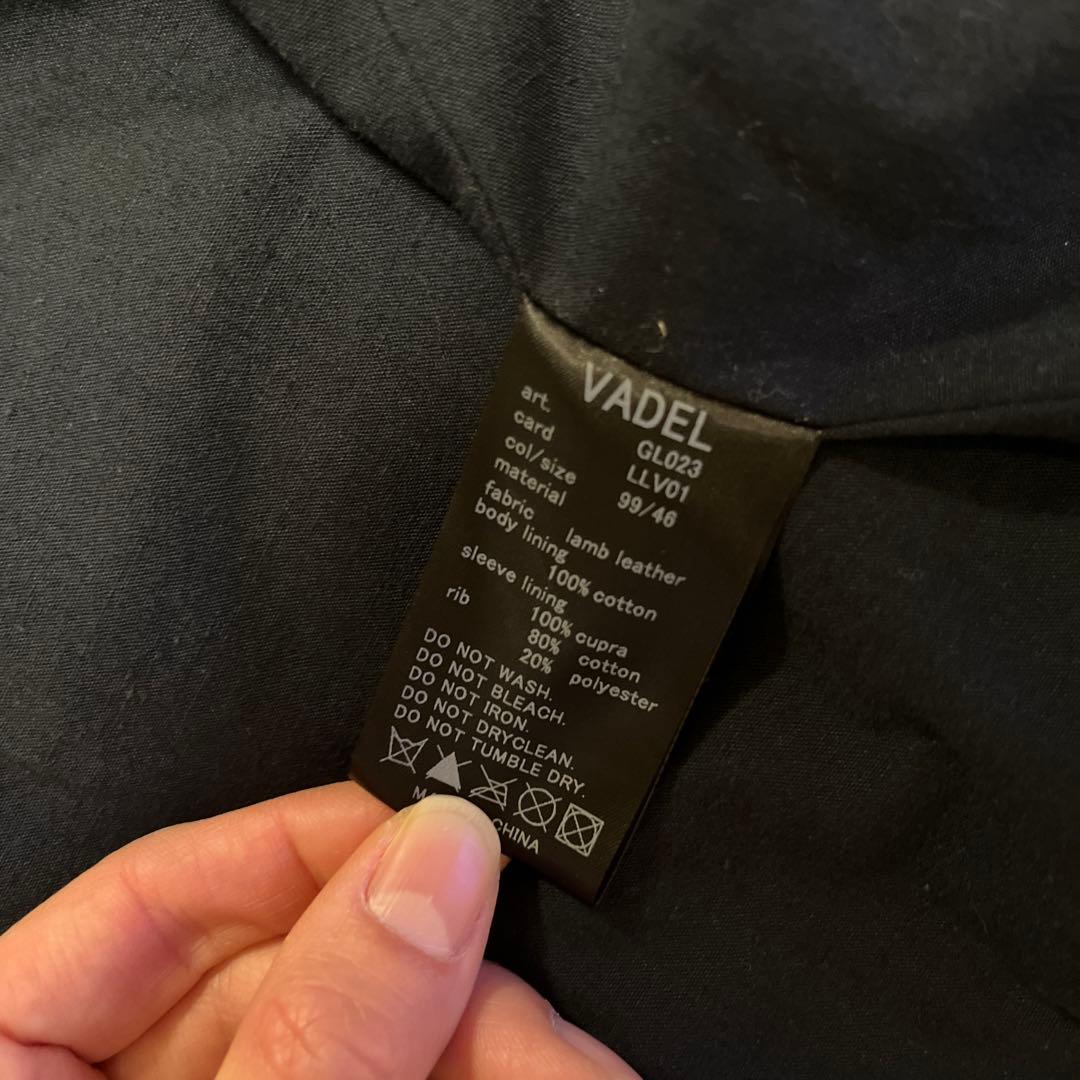 VADEL
art. GL023
card LLV01
col/size 99/46
material
fabric lamb leather
body lining
100% cotton
sleeve lining
100% cupra
rib 80% cotton
20% polyester
DO NOT WASH.
DO NOT BLEACH.
DO NOT IRON.
DO NOT DRYCLEAN.
DO NOT TUMBLE DRY.
CHINA